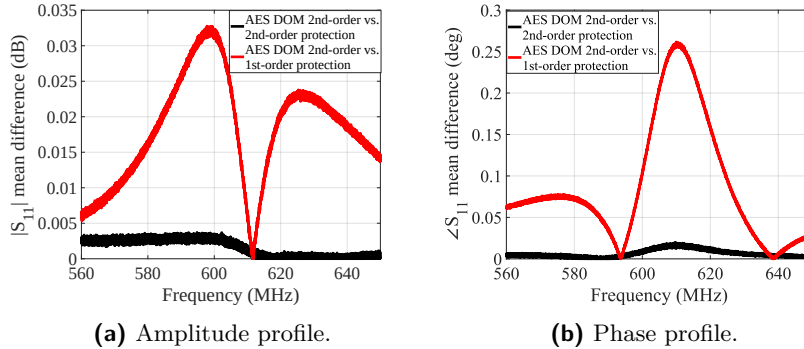 AES DOM 2nd-order vs.
2nd-order protection
AES DOM 2nd-order vs.
1st-order protection
|S11| mean difference (dB)
0.035
0.03
0.025
0.02
0.015
0.01
0.005
0
560 580 600 620 640
Frequency (MHz)
(a) Amplitude profile.
AES DOM 2nd-order vs.
2nd-order protection
AES DOM 2nd-order vs.
1st-order protection
∠S11 mean difference (deg)
0.3
0.25
0.2
0.15
0.1
0.05
0
560 580 600 620 640
Frequency (MHz)
(b) Phase profile.